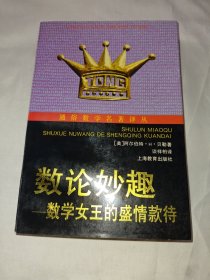 TONG
通俗数学名著译丛
SHULUN MIAOQU
SHUXUE NUWANG DE SHENGQING KUANDAI
[美]阿尔伯特·H·贝勒著
谈祥柏译
上海教育出版社
数论妙趣
——数学女王的盛情款待